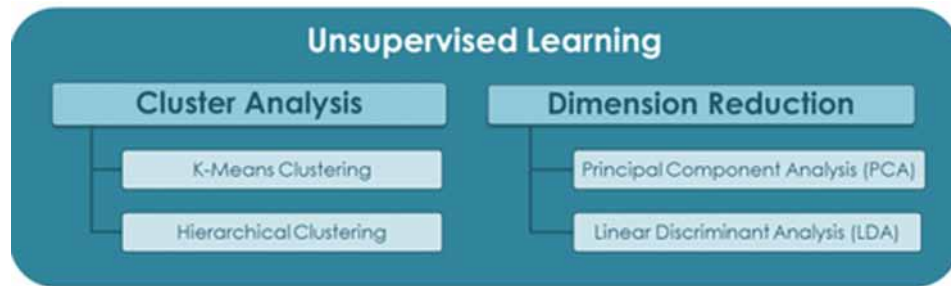 Unsupervised Learning
Cluster Analysis
K-Means Clustering
Hierarchical Clustering
Dimension Reduction
Principal Component Analysis (PCA)
Linear Discriminant Analysis (LDA)